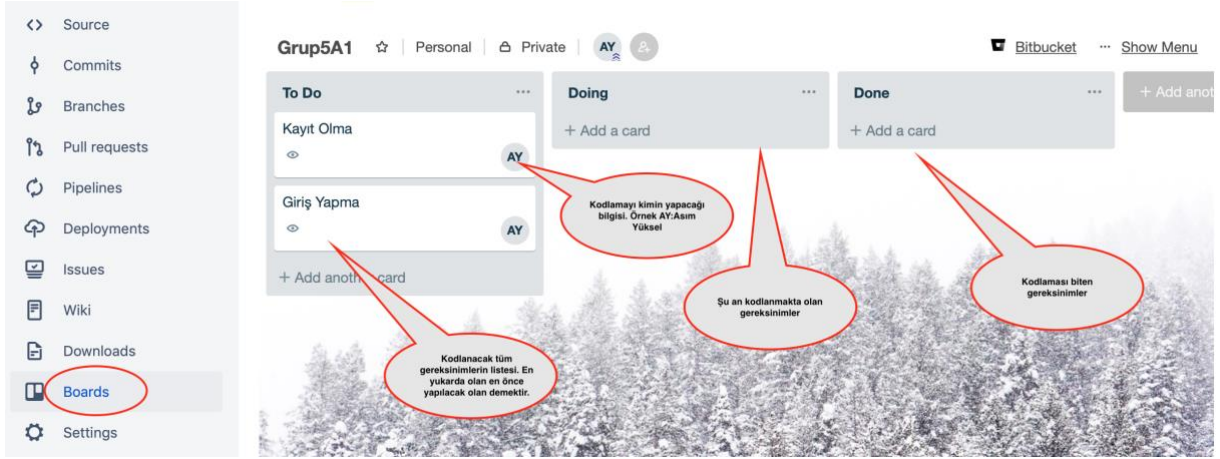 Source
Commits
Branches
Pull requests
Pipelines
Deployments
Issues
Wiki
Downloads
Boards
Settings
Grup5A1 Personal Private AY Bitbucket ... Show Menu
To Do ...
Kayıt Olma
AY
Giriş Yapma
AY
+ Add another card
Doing ...
+ Add a card
Done ...
+ Add a card
+ Add anot
Kodlamayı kimin yapacağı
bilgisi. Örnek AY:Asım
Yüksel
Şu an kodlanmakta olan
gereksinimler
Kodlaması biten
gereksinimler
Kodlanacak tüm
gereksinimlerin listesi. En
yukarda olan en önce
yapılacak olan demektir.